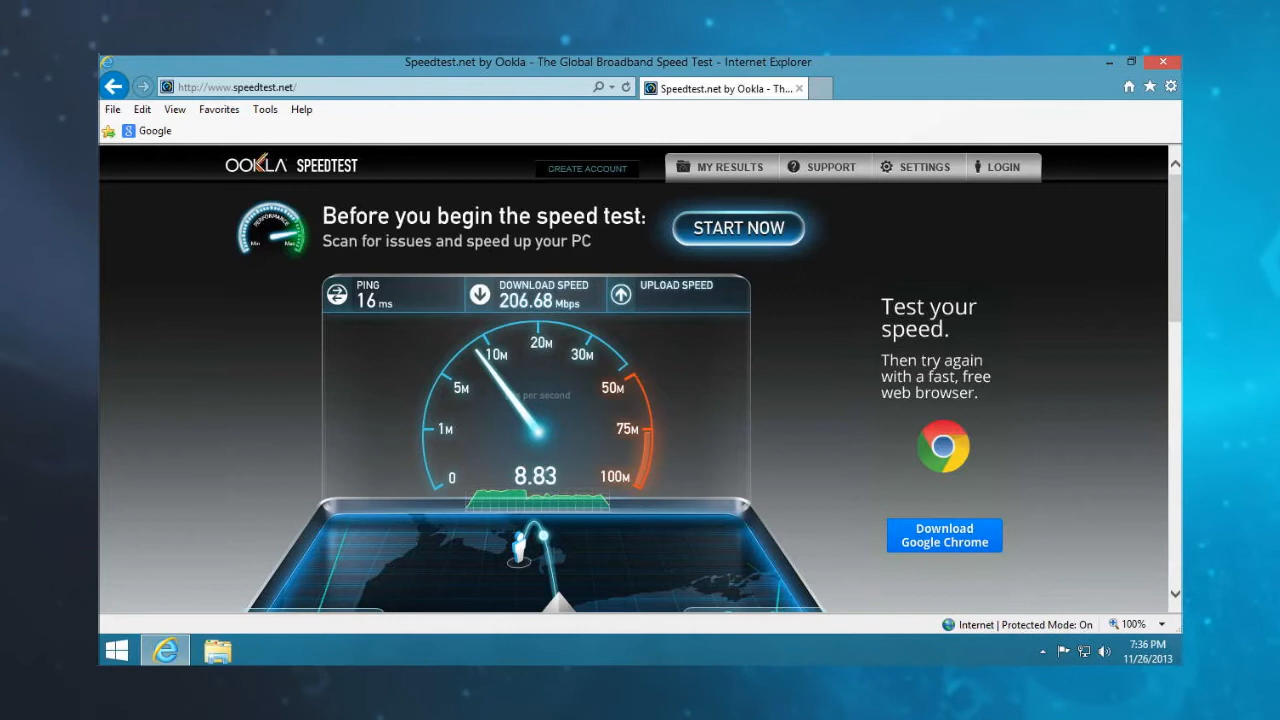 Speedtest.net by Ookla - The Global Broadband Speed Test - Internet Explorer
http://www.speedtest.net/
Speedtest.net by Ookla - Th...
File Edit View Favorites Tools Help
Google
OOKLA SPEEDTEST
CREATE ACCOUNT
MY RESULTS
SUPPORT
SETTINGS
LOGIN
PERFORMANCE
Min Max
Before you begin the speed test:
Scan for issues and speed up your PC
START NOW
PING
16 ms
DOWNLOAD SPEED
206.68 Mbps
UPLOAD SPEED
0
1M
5M
10M
20M
30M
50M
75M
100M
per second
8.83
Test your
speed.
Then try again
with a fast, free
web browser.
Download
Google Chrome
Internet | Protected Mode: On
100%
7:36 PM
11/26/2013